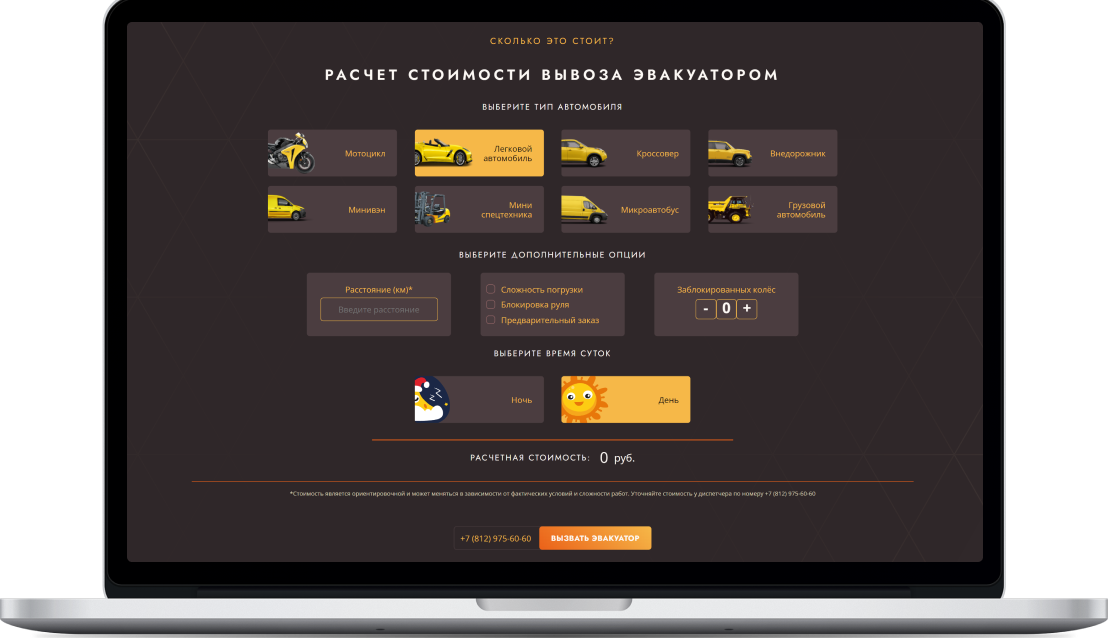 СКОЛЬКО ЭТО СТОИТ?
РАСЧЕТ СТОИМОСТИ ВЫВОЗА ЭВАКУАТОРОМ
ВЫБЕРИТЕ ТИП АВТОМОБИЛЯ
Мотоцикл
Легковой
автомобиль
Кроссовер
Внедорожник
Минивэн
Мини
спецтехника
Микроавтобус
Грузовой
автомобиль
ВЫБЕРИТЕ ДОПОЛНИТЕЛЬНЫЕ ОПЦИИ
Расстояние (км)*
Введите расстояние
Сложность погрузки
Блокировка руля
Предварительный заказ
Заблокированных колёс
- 0 +
ВЫБЕРИТЕ ВРЕМЯ СУТОК
Ночь
День
РАСЧЕТНАЯ СТОИМОСТЬ: 0 руб.
*Стоимость является ориентировочной и может меняться в зависимости от фактических условий и сложности работ. Уточняйте стоимость у диспетчера по номеру +7 (812) 975-60-60
+7 (812) 975-60-60
ВЫЗВАТЬ ЭВАКУАТОР